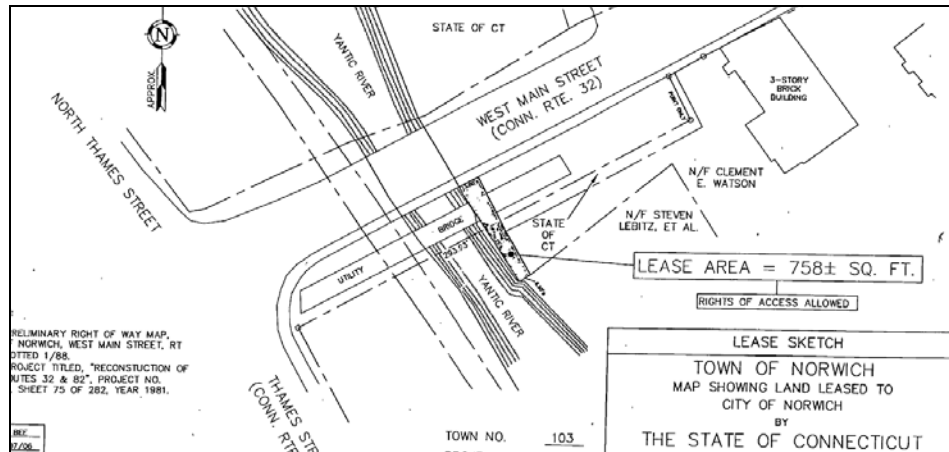 STATE OF CT
N
APPROX.
YANTIC RIVER
WEST MAIN STREET
(CONN. RTE. 32)
3-STORY
BRICK
BUILDING
NORTH THAMES STREET
N/F CLEMENT
E. WATSON
N/F STEVEN
LEBITZ, ET AL.
STATE
OF
CT
BRIDGE
UTILITY
293.93'
YANTIC RIVER
LEASE AREA = 758± SQ. FT.
RIGHTS OF ACCESS ALLOWED
RELIMINARY RIGHT OF WAY MAP,
NORWICH, WEST MAIN STREET, RT
OTTED 1/88.
ROJECT TITLED, "RECONSTUCTION OF
UTES 32 & 82", PROJECT NO.
SHEET 75 OF 282, YEAR 1981.
THAMES STR
(CONN. RTE
LEASE SKETCH
TOWN OF NORWICH
MAP SHOWING LAND LEASED TO
CITY OF NORWICH
BY
THE STATE OF CONNECTICUT
TOWN NO. 103
7/06